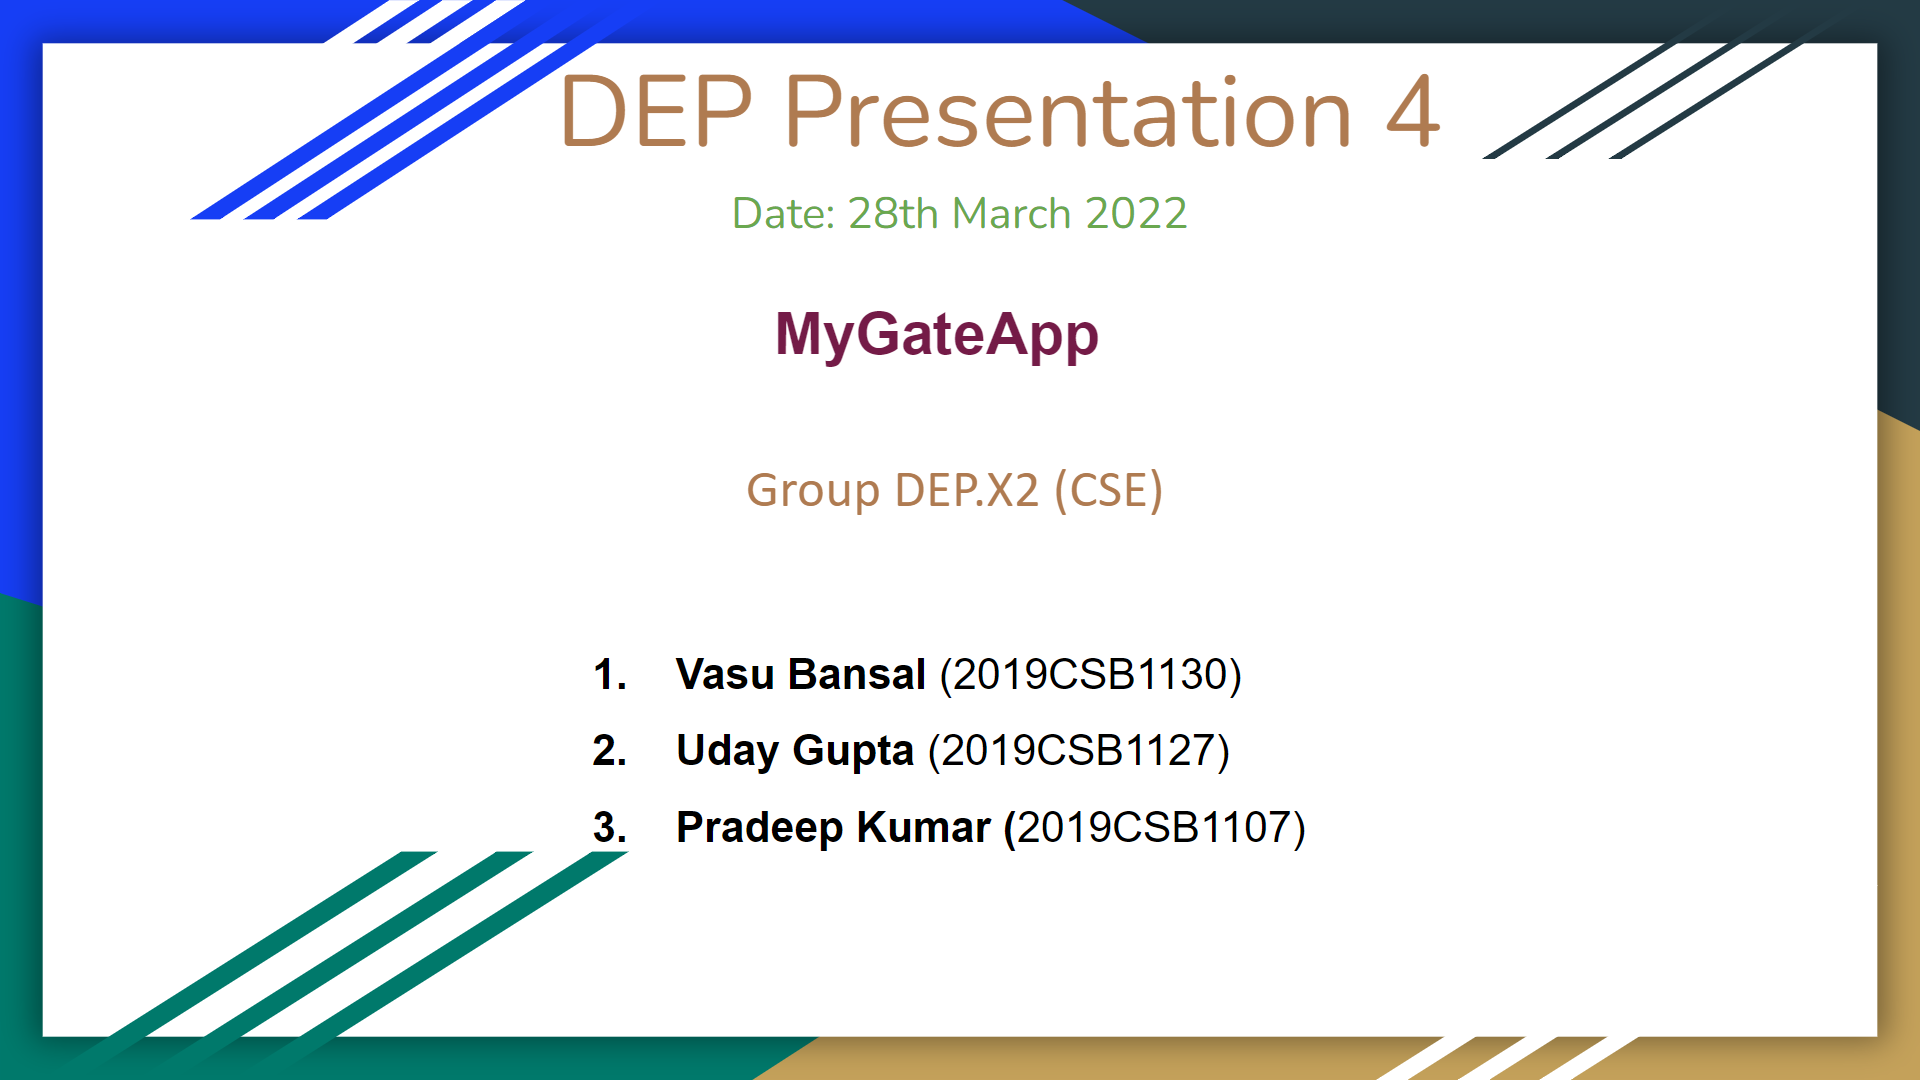 DEP Presentation 4
Date: 28th March 2022
MyGateApp
Group DEP.X2 (CSE)
1. Vasu Bansal (2019CSB1130)
2. Uday Gupta (2019CSB1127)
3. Pradeep Kumar (2019CSB1107)